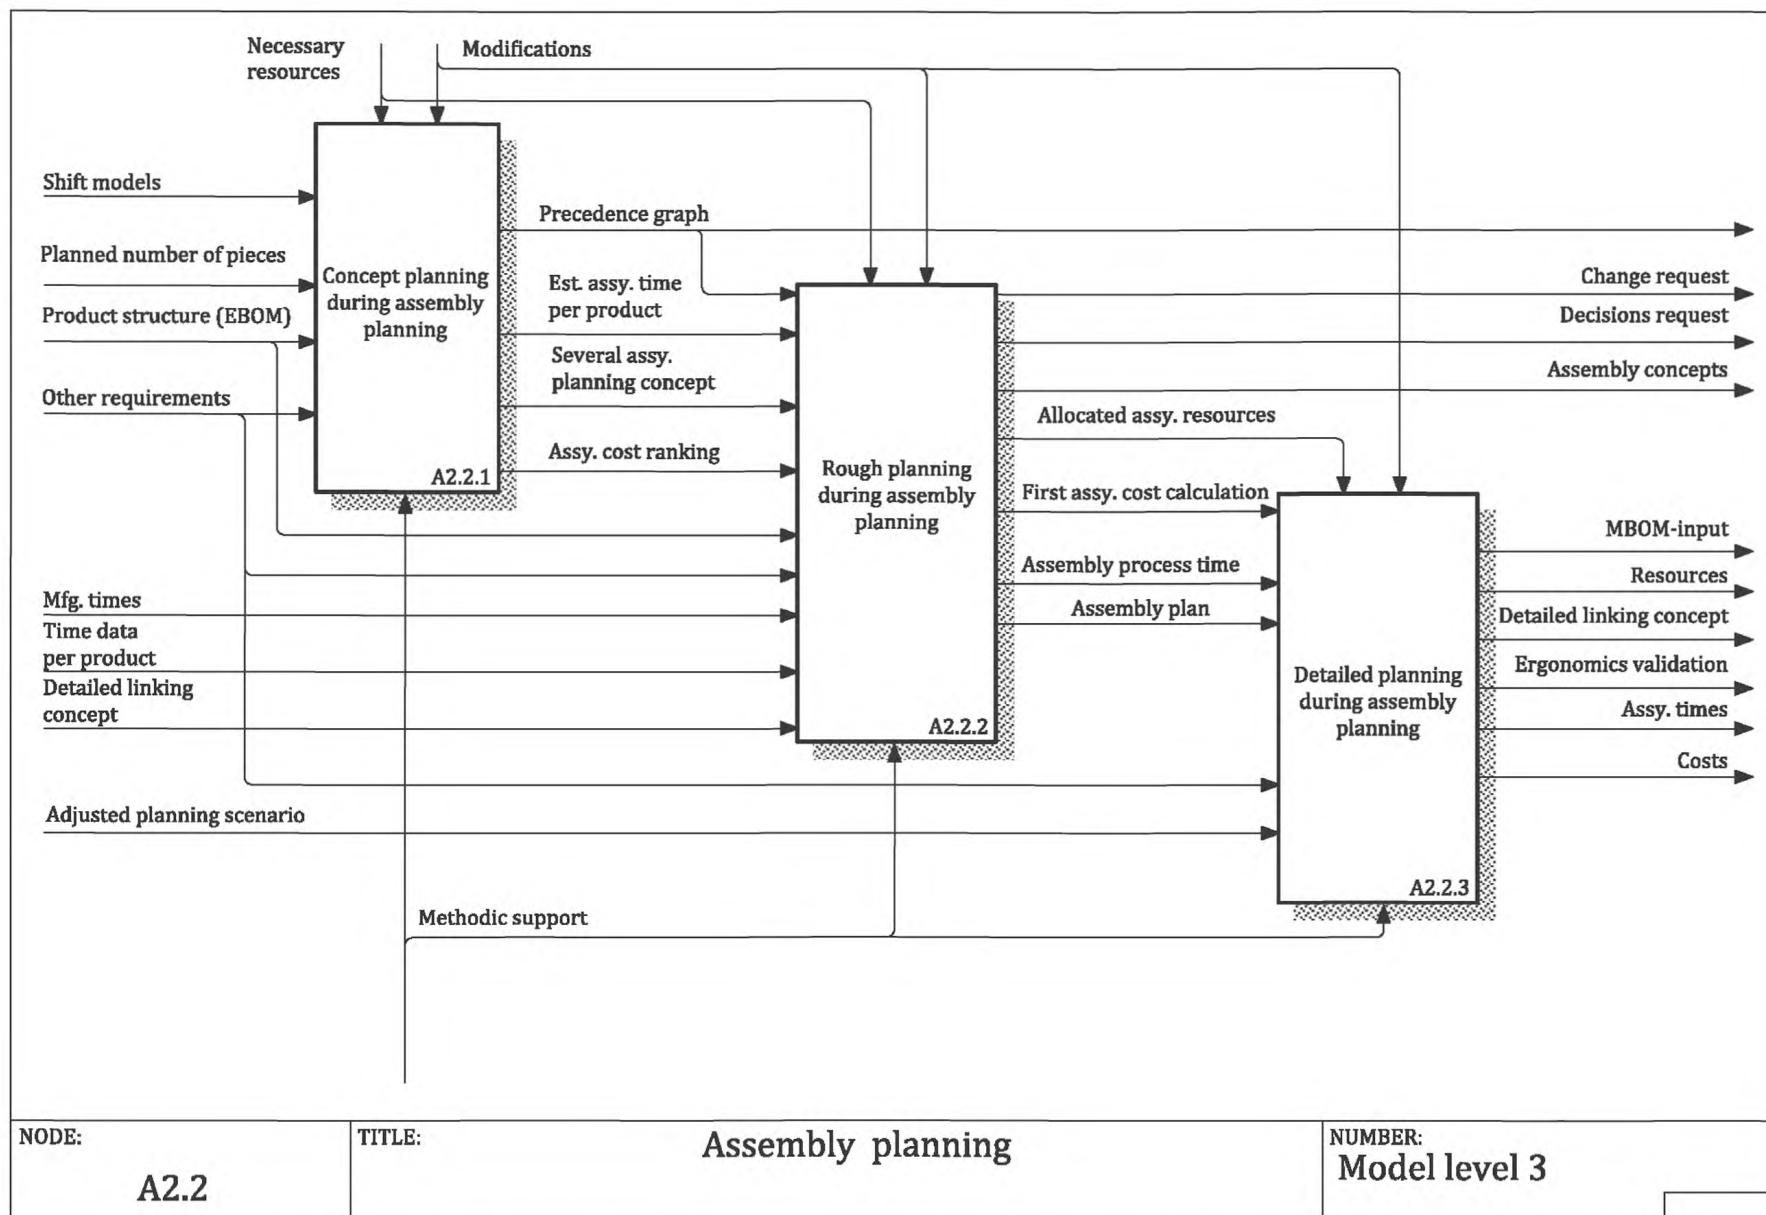 Necessary
resources
Modifications
Shift models
Planned number of pieces
Product structure (EBOM)
Other requirements
Concept planning
during assembly
planning
A2.2.1
Precedence graph
Est. assy. time
per product
Several assy.
planning concept
Assy. cost ranking
Mfg. times
Time data
per product
Detailed linking
concept
Adjusted planning scenario
Rough planning
during assembly
planning
A2.2.2
Change request
Decisions request
Assembly concepts
Allocated assy. resources
First assy. cost calculation
Assembly process time
Assembly plan
Detailed planning
during assembly
planning
A2.2.3
MBOM-input
Resources
Detailed linking concept
Ergonomics validation
Assy. times
Costs
Methodic support
NODE:
A2.2
TITLE:
Assembly planning
NUMBER:
Model level 3